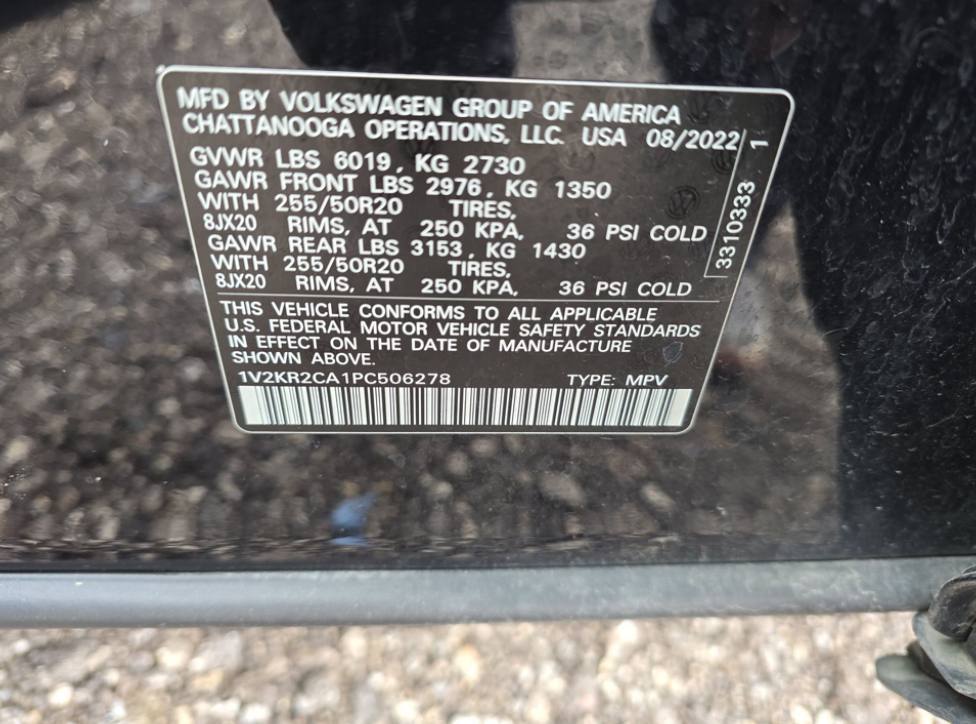 MFD BY VOLKSWAGEN GROUP OF AMERICA
CHATTANOOGA OPERATIONS, LLC. USA 08/2022
GVWR LBS 6019, KG 2730
GAWR FRONT LBS 2976, KG 1350
WITH 255/50R20 TIRES,
8JX20 RIMS, AT 250 KPA, 36 PSI COLD
GAWR REAR LBS 3153, KG 1430
WITH 255/50R20 TIRES,
8JX20 RIMS, AT 250 KPA, 36 PSI COLD
3310333 1
THIS VEHICLE CONFORMS TO ALL APPLICABLE
U.S. FEDERAL MOTOR VEHICLE SAFETY STANDARDS
IN EFFECT ON THE DATE OF MANUFACTURE
SHOWN ABOVE.
1V2KR2CA1PC506278 TYPE: MPV